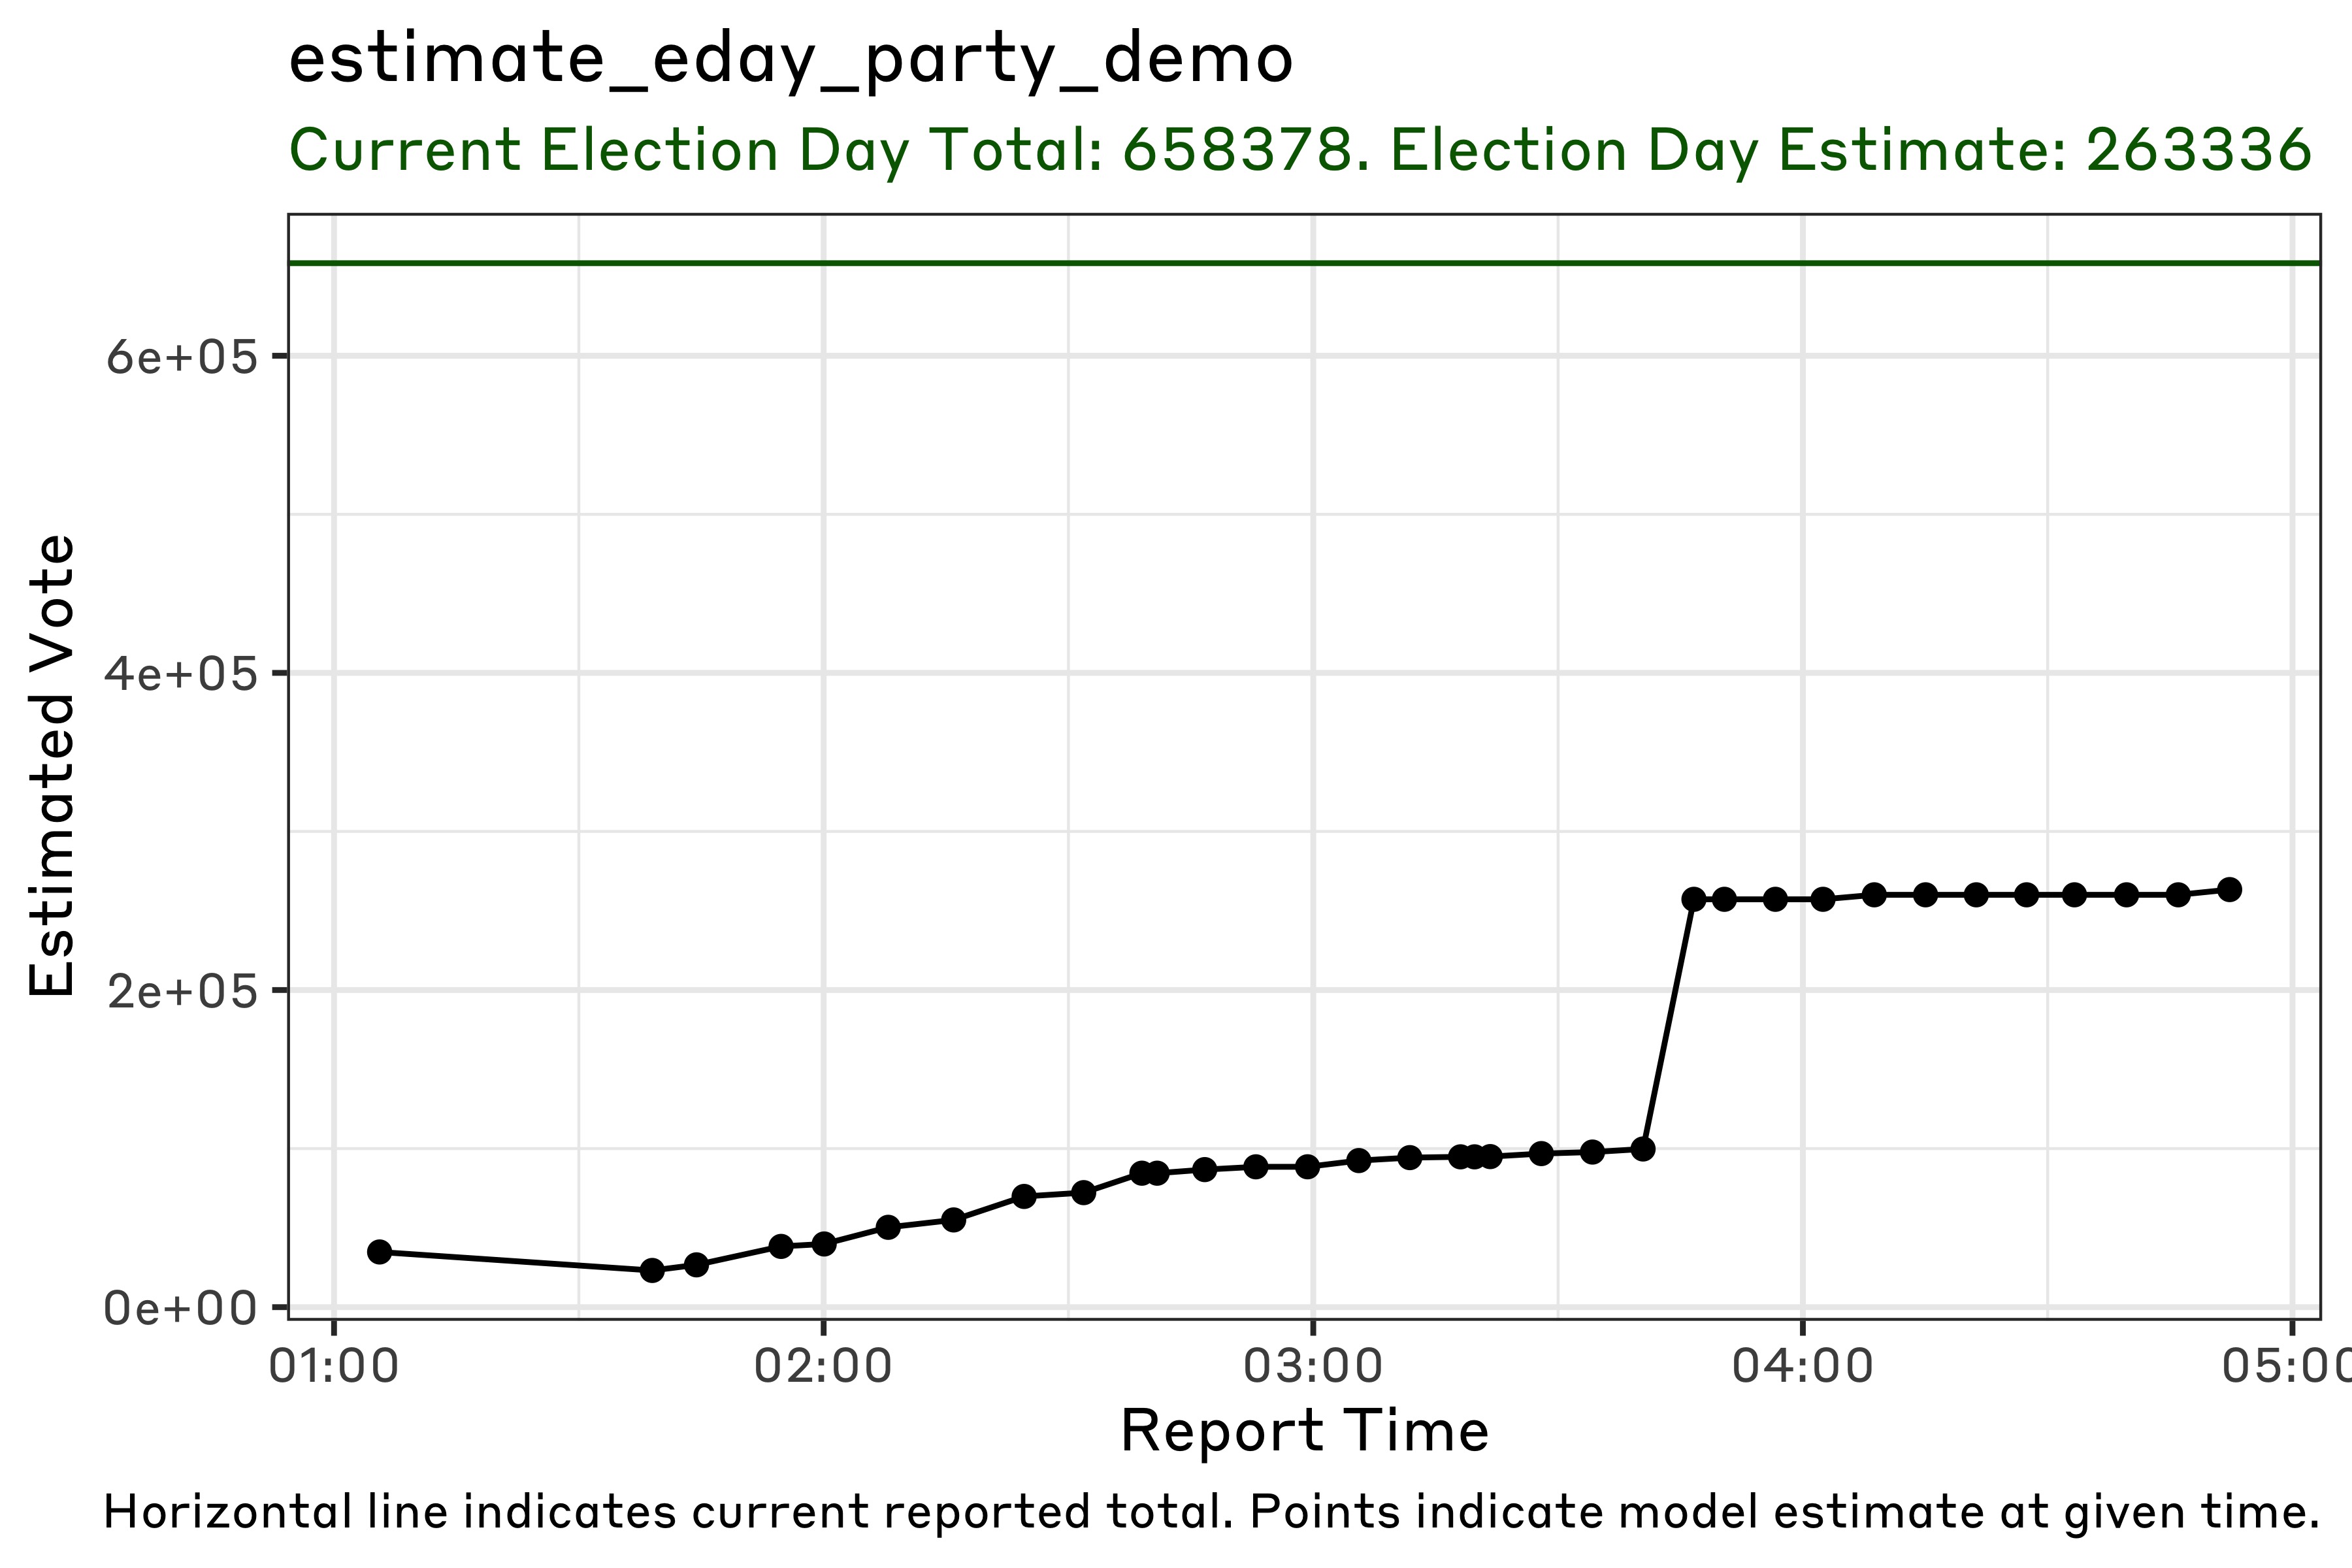 estimate_eday_party_demo
Current Election Day Total: 658378. Election Day Estimate: 263336
6e+05
4e+05
2e+05
0e+00
Estimated Vote
01:00 02:00 03:00 04:00 05:00
Report Time
Horizontal line indicates current reported total. Points indicate model estimate at given time.